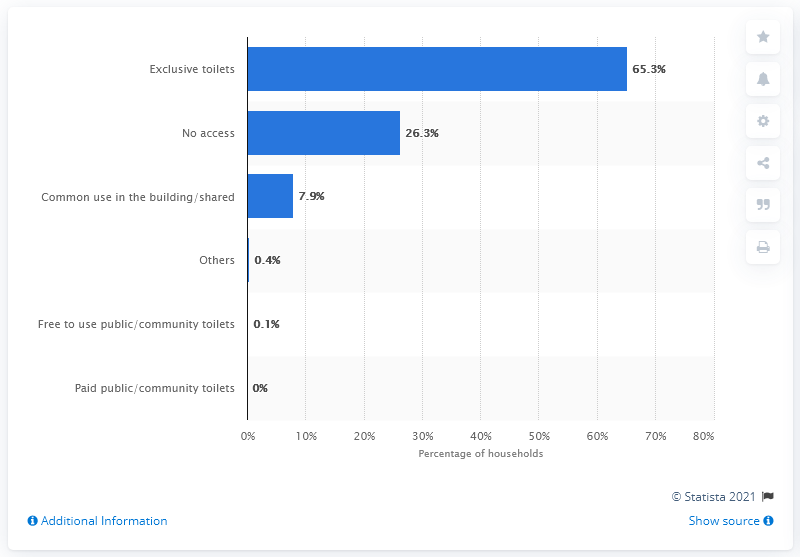 Exclusive toilets 65.3%
No access 26.3%
Common use in the building/shared 7.9%
Others 0.4%
Free to use public/community toilets 0.1%
Paid public/community toilets 0%
0% 10% 20% 30% 40% 50% 60% 70% 80%
Percentage of households
© Statista 2021
Additional Information Show source